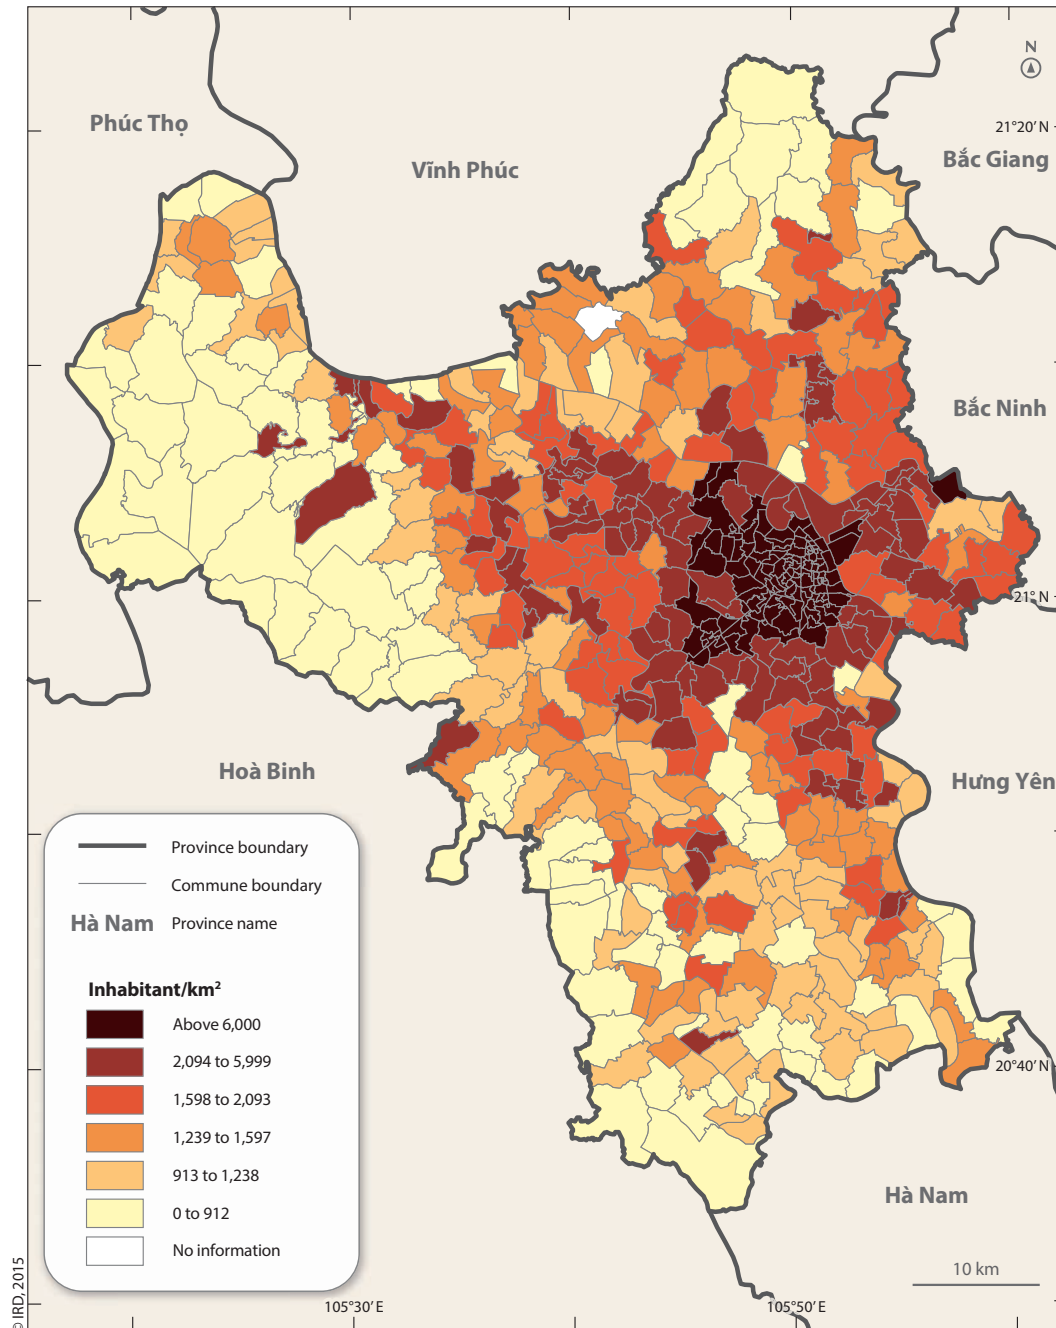 N
21°20' N
Phúc Thọ
Vĩnh Phúc
Bắc Giang
Bắc Ninh
21° N
Hoà Binh
Hưng Yên
Province boundary
Commune boundary
Hà Nam Province name
Inhabitant/km²
Above 6,000
2,094 to 5,999
1,598 to 2,093
1,239 to 1,597
913 to 1,238
0 to 912
No information
20°40' N
Hà Nam
10 km
105°30' E
105°50' E
© IRD, 2015